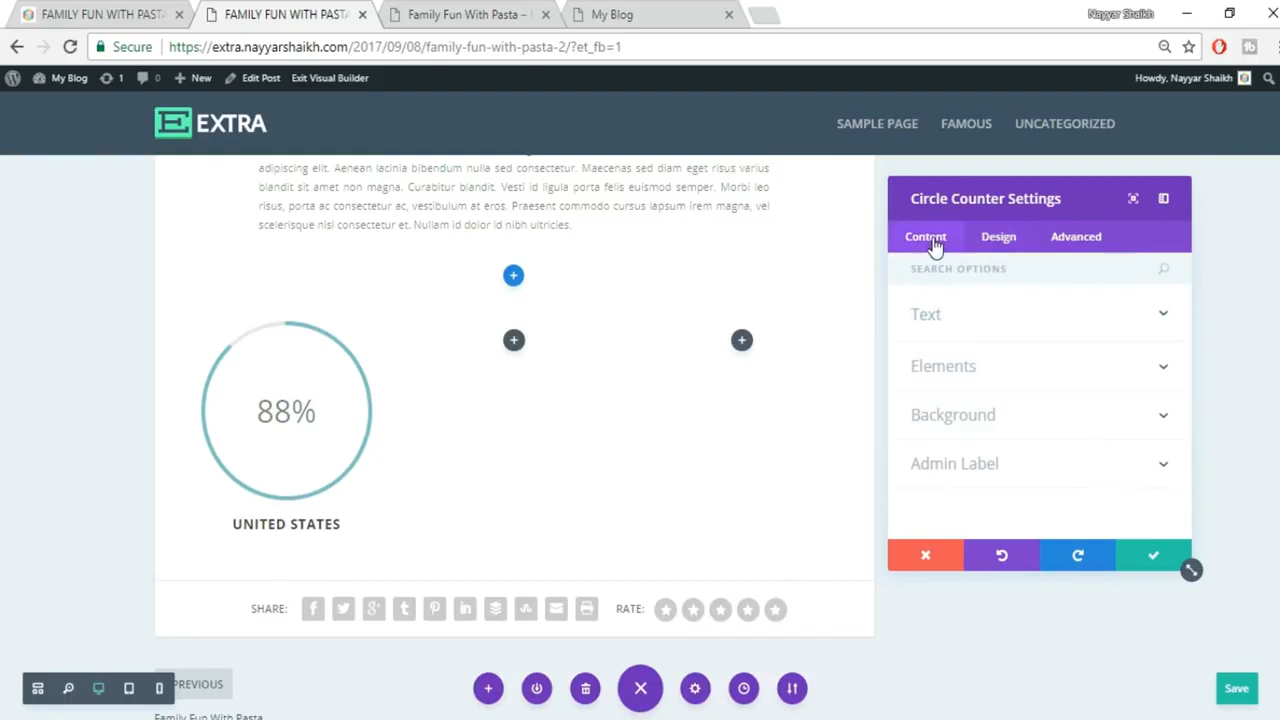 FAMILY FUN WITH PASTA
FAMILY FUN WITH PASTA
Family Fun With Pasta –
My Blog
Nayyar Shaikh
Secure
https://extra.nayyarshaikh.com/2017/09/08/family-fun-with-pasta-2/?et_fb=1
My Blog
1
0
New
Edit Post
Exit Visual Builder
Howdy, Nayyar Shaikh
EXTRA
SAMPLE PAGE
FAMOUS
UNCATEGORIZED
adipiscing elit. Aenean lacinia bibendum nulla sed consectetur. Maecenas sed diam eget risus varius
blandit sit amet non magna. Curabitur blandit. Vesti id ligula porta felis euismod semper. Morbi leo
risus, porta ac consectetur ac, vestibulum at eros. Praesent commodo cursus lapsum irem magna, vel
scelerisque nisl consectetur et. Nullam id dolor id nibh ultricies.
88%
UNITED STATES
Circle Counter Settings
Content
Design
Advanced
SEARCH OPTIONS
Text
Elements
Background
Admin Label
SHARE:
RATE:
PREVIOUS
Family Fun With Pasta
Save